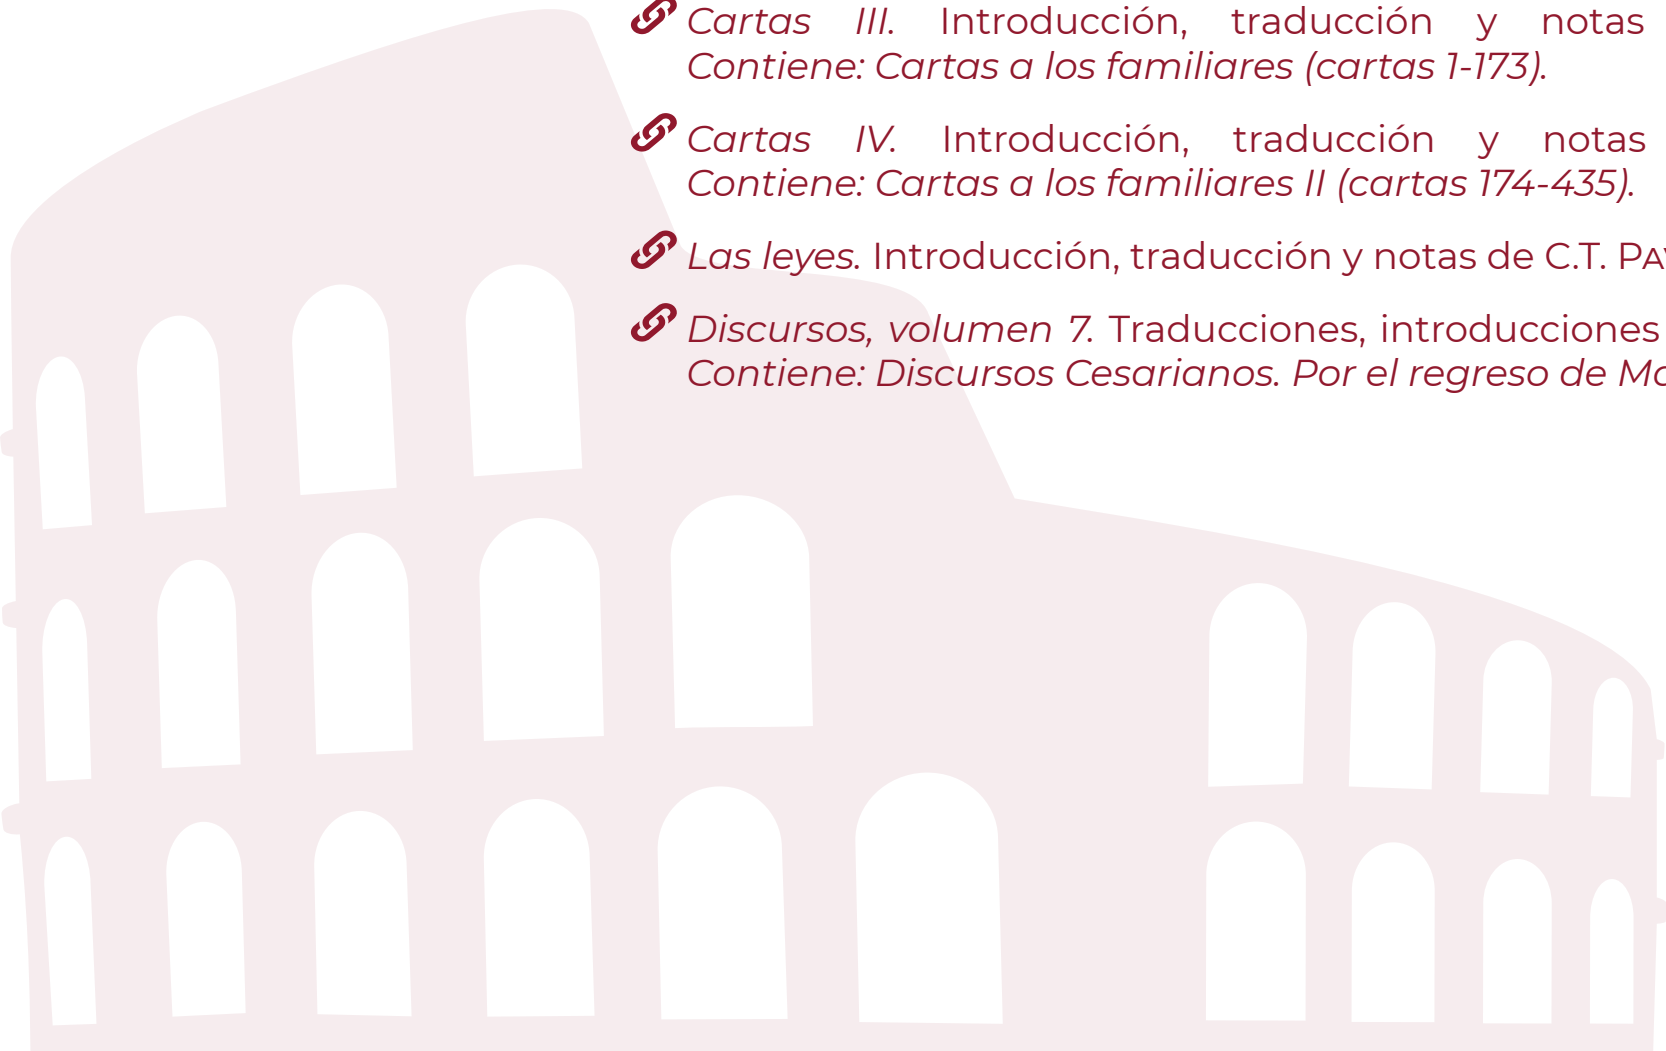 Cartas III. Introducción, traducción y notas
Contiene: Cartas a los familiares (cartas 1-173).
Cartas IV. Introducción, traducción y notas
Contiene: Cartas a los familiares II (cartas 174-435).
Las leyes. Introducción, traducción y notas de C.T.
Discursos, volumen 7. Traducciones, introducciones
Contiene: Discursos Cesarianos. Por el regreso de